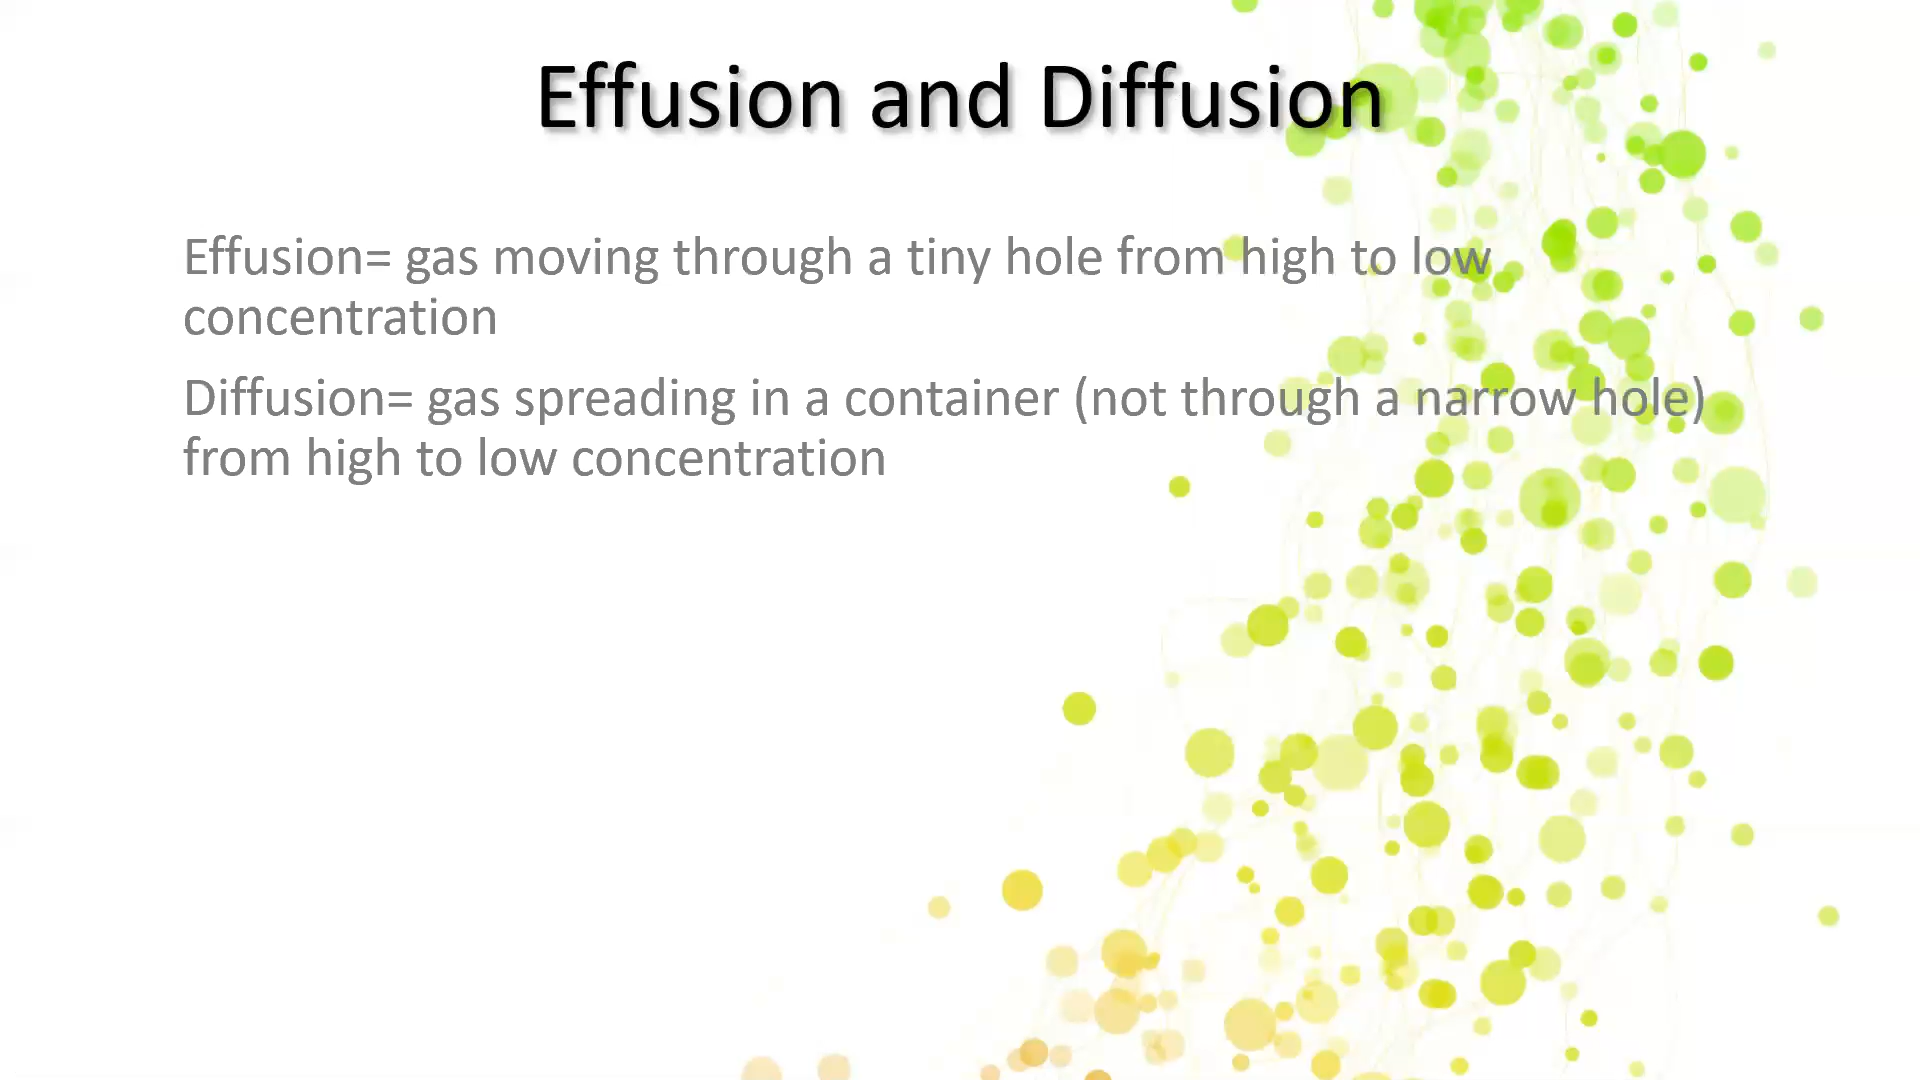 Effusion and Diffusion
Effusion= gas moving through a tiny hole from high to low
concentration
Diffusion= gas spreading in a container (not through a narrow hole)
from high to low concentration